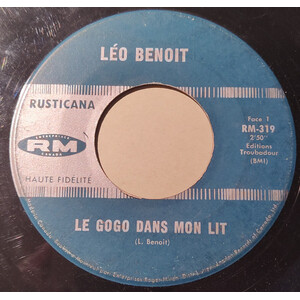 LÉO BENOIT
RUSTICANA
RM
HAUTE FIDÉLITÉ
Face 1
RM-319
2'50"
Éditions
Troubadour
(BMI)
LE GOGO DANS MON LIT
(L. Benoit)